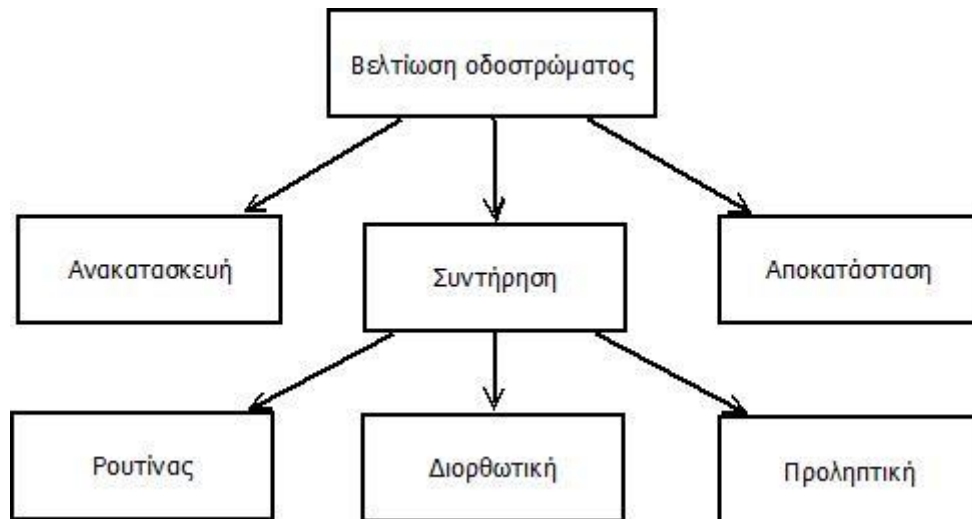 Βελτίωση οδοστρώματος
Ανακατασκευή
Συντήρηση
Αποκατάσταση
Ρουτίνας
Διορθωτική
Προληπτική